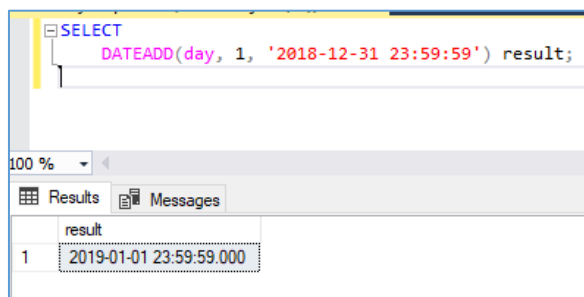 SELECT
DATEADD(day, 1, '2018-12-31 23:59:59') result;
100 %
Results Messages
result
1 2019-01-01 23:59:59.000